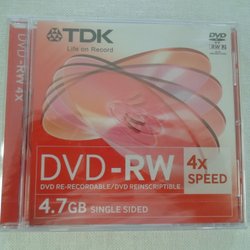 DVD-RW 4X
TDK
Life on Record
DVD
RW
DVD-RW
4x
SPEED
DVD RE-RECORDABLE/DVD REINSCRIPTIBLE
4.7GB SINGLE SIDED